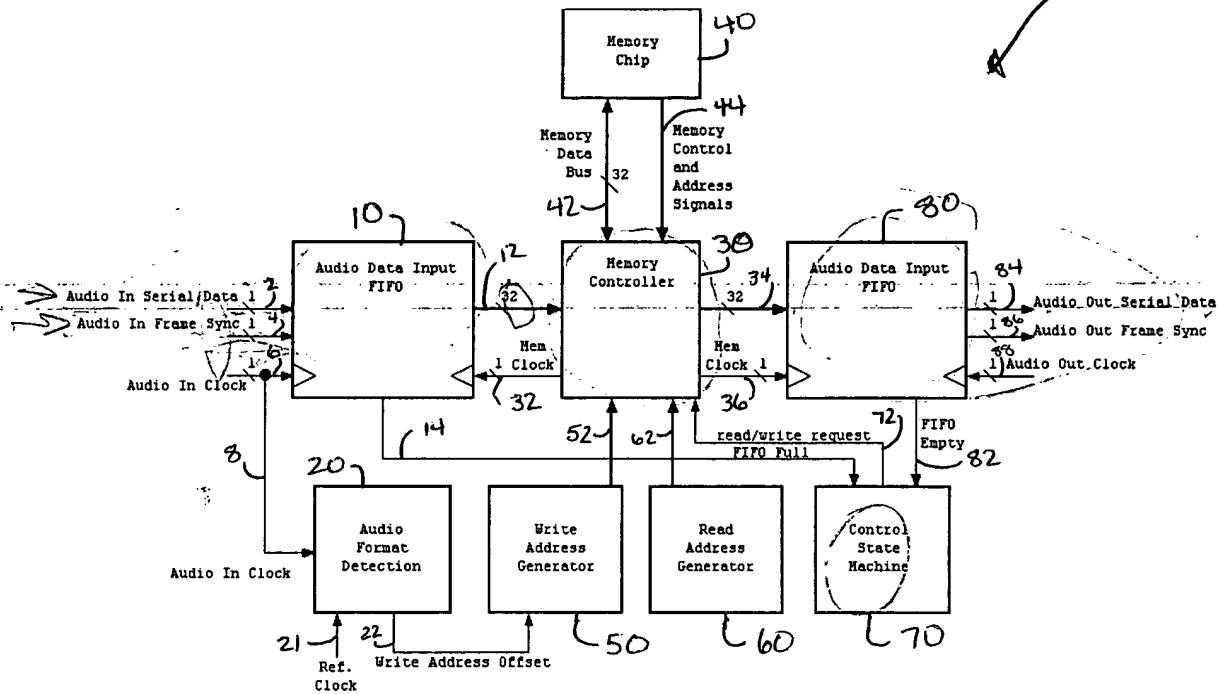 Memory
Chip
40
44
Memory
Data
Bus
32
42
Memory
Control
and
Address
Signals
10
Audio Data Input
FIFO
12
32
Memory
Controller
30
32
34
80
Audio Data Input
FIFO
Audio In Serial Data
1
2
Audio In Frame Sync
1
4
Audio In Clock
1
6
Mem
Clock
1
32
Mem
Clock
1
36
1
84
Audio Out Serial Data
1
86
Audio Out Frame Sync
1
88
Audio Out Clock
8
14
52
62
read/write request
72
FIFO Full
FIFO
Empty
82
20
Audio
Format
Detection
Write
Address
Generator
Read
Address
Generator
Control
State
Machine
Audio In Clock
21
Ref.
Clock
22
Write Address Offset
50
60
70